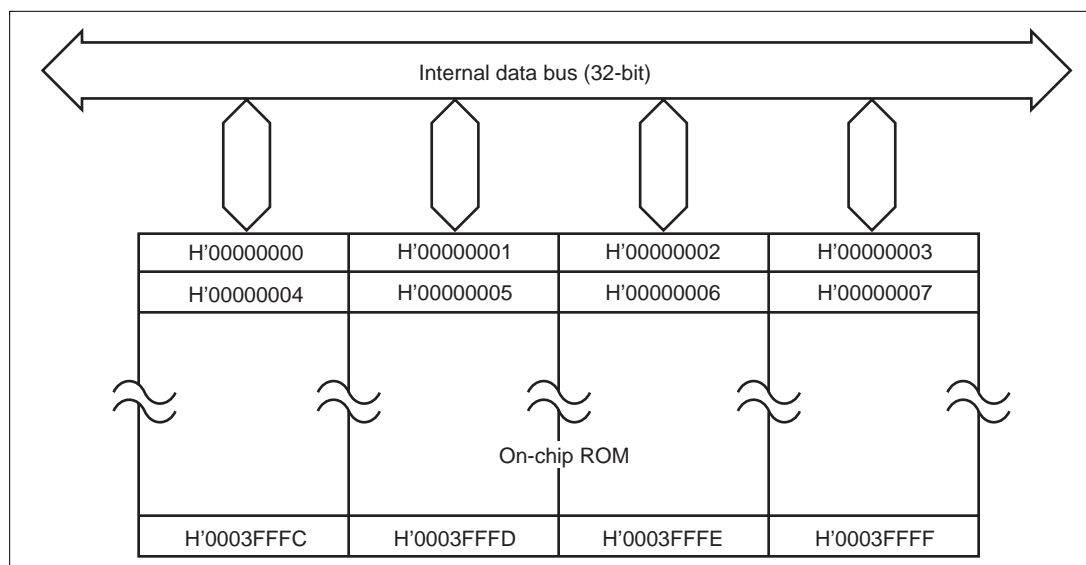 Internal data bus (32-bit)
H'00000000 H'00000001 H'00000002 H'00000003
H'00000004 H'00000005 H'00000006 H'00000007
On-chip ROM
H'0003FFFC H'0003FFFD H'0003FFFE H'0003FFFF